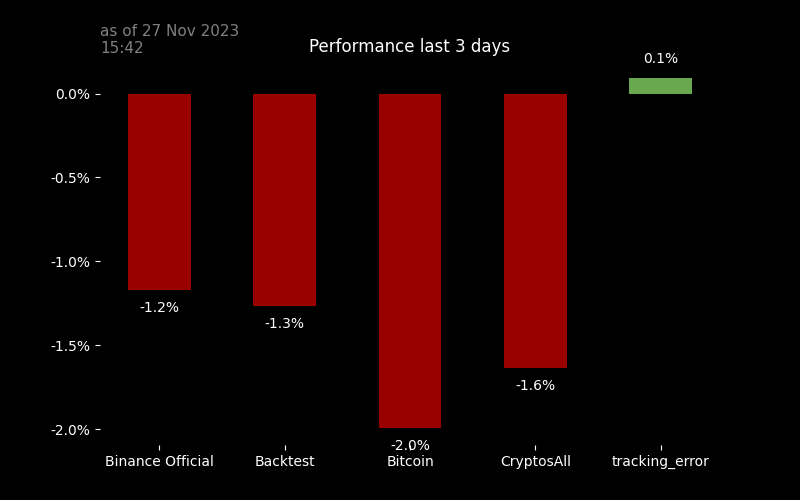 as of 27 Nov 2023
15:42
Performance last 3 days
0.1%
0.0%
-0.5%
-1.0%
-1.5%
-2.0%
-1.2%
-1.3%
-2.0%
-1.6%
Binance Official
Backtest
Bitcoin
CryptosAll
tracking_error